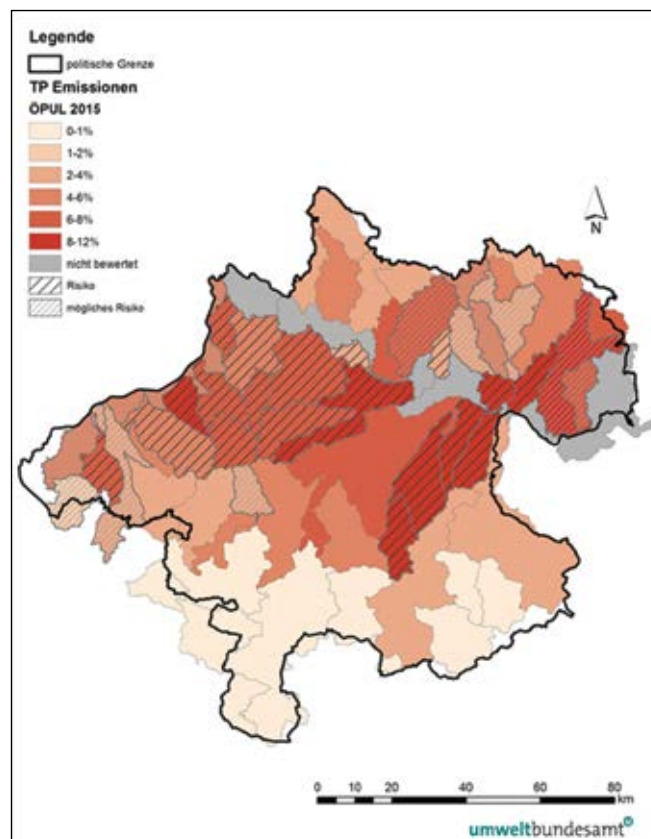 Legende
politische Grenze
TP Emissionen
ÖPUL 2015
0-1%
1-2%
2-4%
4-6%
6-8%
8-12%
nicht bewertet
Risiko
mögliches Risiko
N
0 20 40 60 80
km
umweltbundesamt